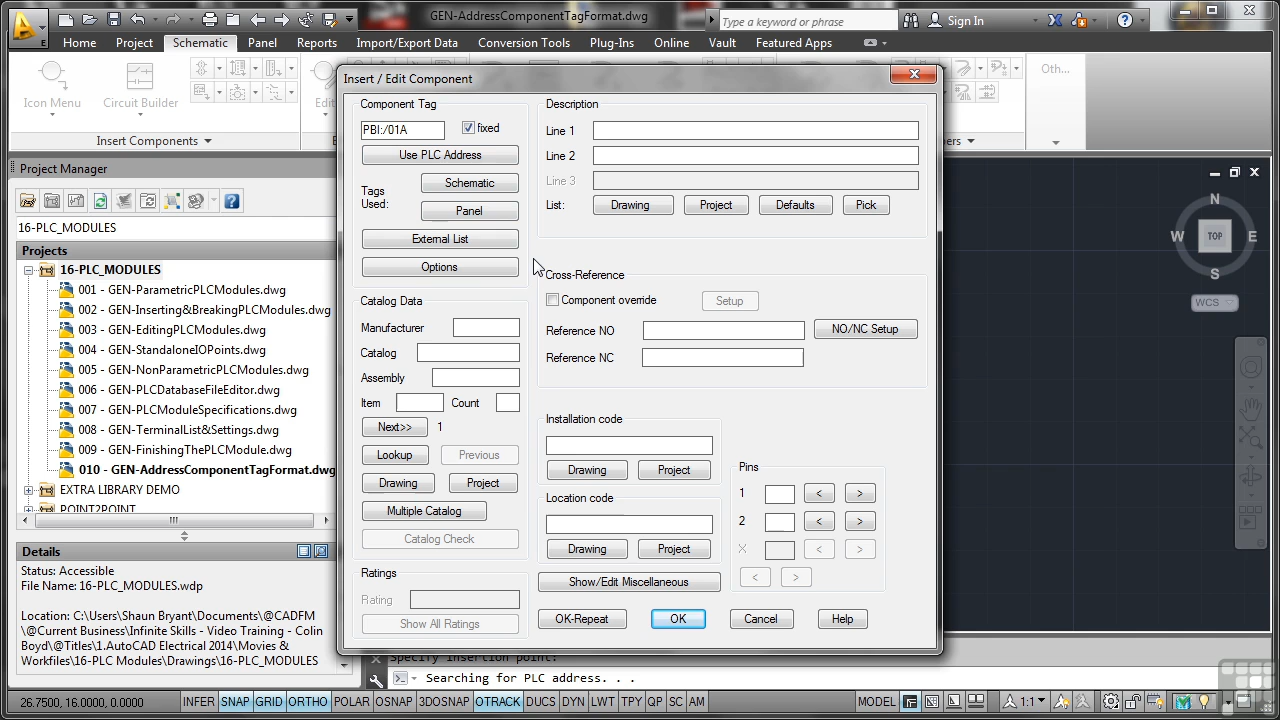 GEN-AddressComponentTagFormat.dwg
Type a keyword or phrase
Sign In
E
Home Project Schematic Panel Reports Import/Export Data Conversion Tools Plug-Ins Online Vault Featured Apps
Icon Menu
Circuit Builder
Oth...
Insert Components
Project Manager
16-PLC_MODULES
Projects
16-PLC_MODULES
001 - GEN-ParametricPLCModules.dwg
002 - GEN-Inserting&BreakingPLCModules.dwg
003 - GEN-EditingPLCModules.dwg
004 - GEN-StandaloneIOPoints.dwg
005 - GEN-NonParametricPLCModules.dwg
006 - GEN-PLCDatabaseFileEditor.dwg
007 - GEN-PLCModuleSpecifications.dwg
008 - GEN-TerminalList&Settings.dwg
009 - GEN-FinishingThePLCModule.dwg
010 - GEN-AddressComponentTagFormat.dwg
EXTRA LIBRARY DEMO
POINT2POINT
Details
Status: Accessible
File Name: 16-PLC_MODULES.wdp
Location: C:\Users\Shaun Bryant\Documents\@CADFM
\@Current Business\Infinite Skills - Video Training - Colin
Boyd\@Titles\1.AutoCAD Electrical 2014\Movies &
Workfiles\16-PLC Modules\Drawings\16-PLC_MODULES
Insert / Edit Component
Component Tag
PBI:/01A
fixed
Use PLC Address
Tags
Used:
Schematic
Panel
External List
Options
Catalog Data
Manufacturer
Catalog
Assembly
Item Count
Next>> 1
Lookup Previous
Drawing Project
Multiple Catalog
Catalog Check
Ratings
Rating
Show All Ratings
Description
Line 1
Line 2
Line 3
List: Drawing Project Defaults Pick
Cross-Reference
Component override Setup
Reference NO NO/NC Setup
Reference NC
Installation code
Drawing Project
Location code
Drawing Project
Show/Edit Miscellaneous
Pins
1 < >
2 < >
X < >
< >
OK-Repeat OK Cancel Help
N
W TOP E
S
WCS
Specify insertion point:
Searching for PLC address. . .
26.7500, 16.0000, 0.0000 INFER SNAP GRID ORTHO POLAR OSNAP 3DOSNAP OTRACK DUCS DYN LWT TPY QP SC AM MODEL 1:1